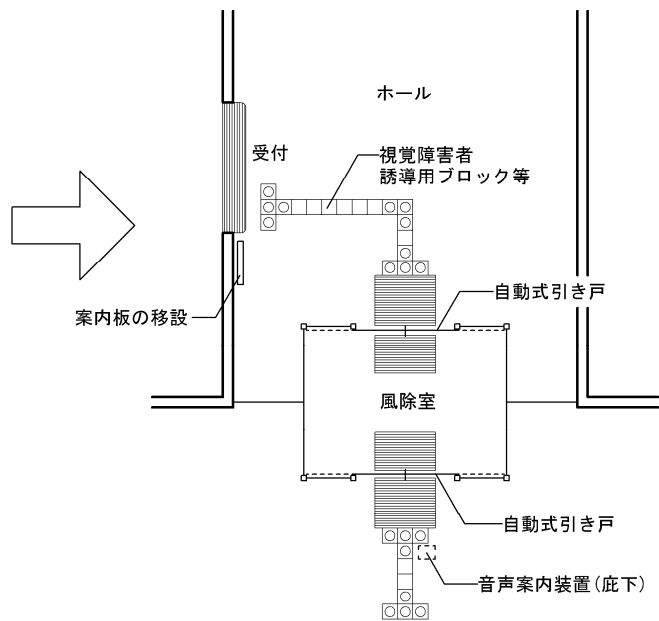 ホール
受付
視覚障害者
誘導用ブロック等
自動式引き戸
案内板の移設
風除室
自動式引き戸
音声案内装置(庇下)